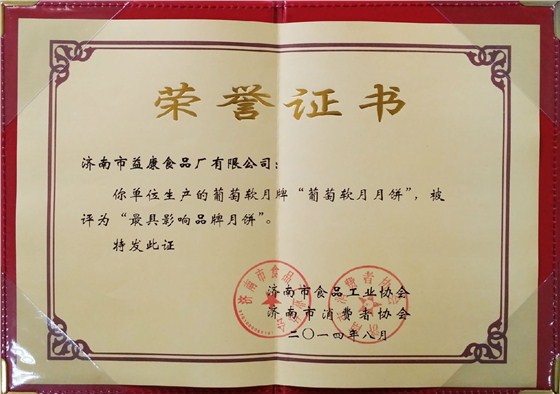 荣誉证书
济南市益康食品厂有限公司：
你单位生产的葡萄软月牌“葡萄软月月饼”，被
评为“最具影响品牌月饼”。
特发此证
济南市食品工业协会
济南市消费者协会
二〇一四年八月